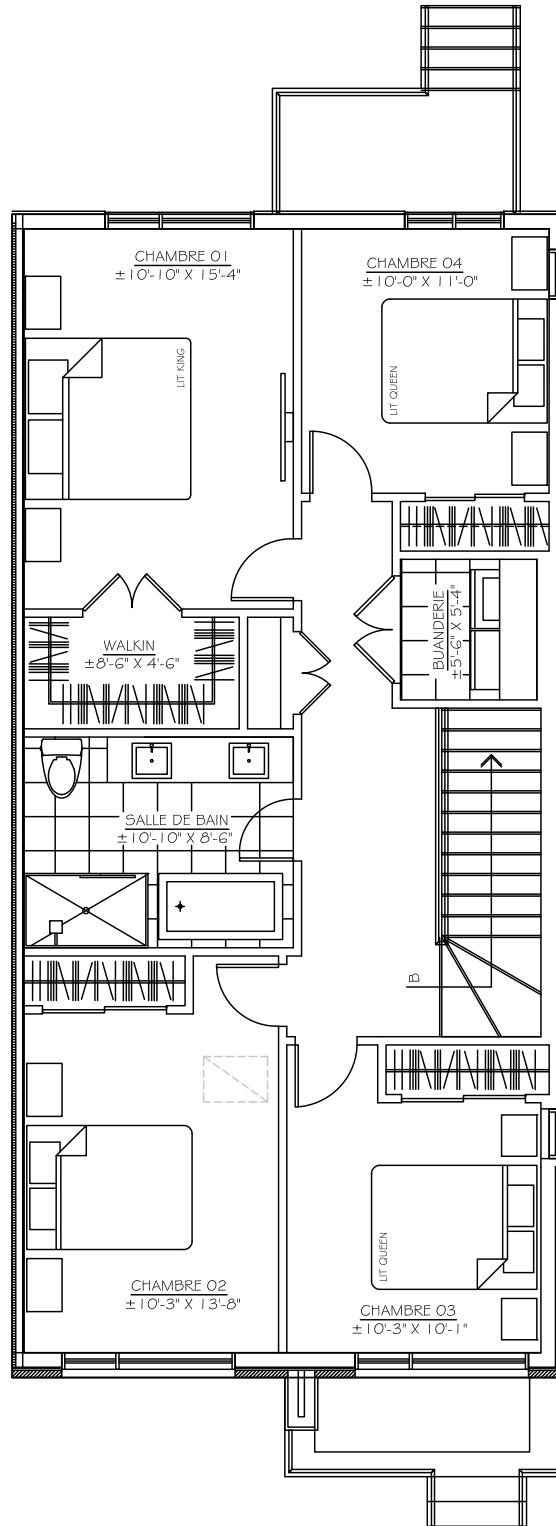 CHAMBRE 01
±10'-10" X 15'-4"
CHAMBRE 04
±10'-0" X 11'-0"
LIT KING
LIT QUEEN
BUANDERIE
±5'-6" X 5'-4"
WALKIN
±8'-6" X 4'-6"
SALLE DE BAIN
±10'-10" X 8'-6"
B
LIT QUEEN
CHAMBRE 02
±10'-3" X 13'-8"
CHAMBRE 03
±10'-3" X 10'-1"